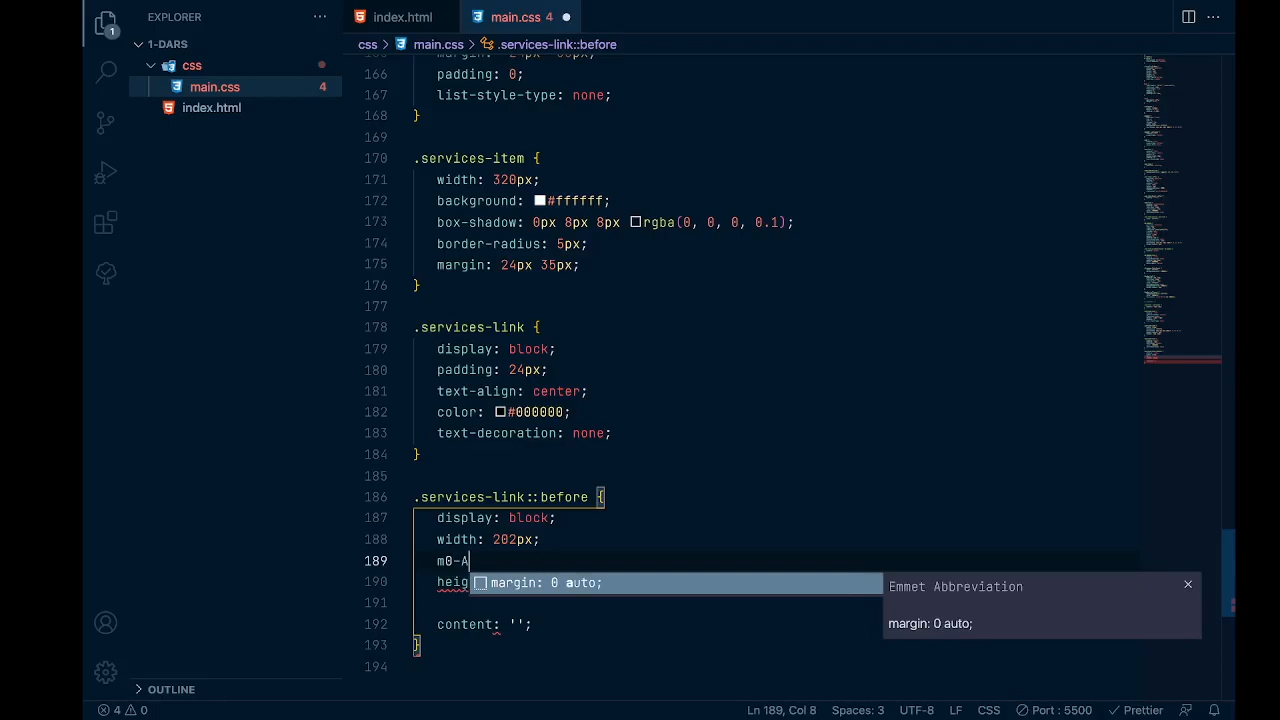 EXPLORER
index.html
main.css 4
1
1-DARS
css > main.css > .services-link::before
css
main.css 4
index.html
166 padding: 0;
167 list-style-type: none;
168 }
169
170 .services-item {
171 width: 320px;
172 background: #ffffff;
173 box-shadow: 0px 8px 8px rgba(0, 0, 0, 0.1);
174 border-radius: 5px;
175 margin: 24px 35px;
176 }
177
178 .services-link {
179 display: block;
180 padding: 24px;
181 text-align: center;
182 color: #000000;
183 text-decoration: none;
184 }
185
186 .services-link::before {
187 display: block;
188 width: 202px;
189 m0-A
190 heig
margin: 0 auto;
Emmet Abbreviation
191
margin: 0 auto;
192 content: '';
193 }
194
OUTLINE
4 0
Ln 189, Col 8
Spaces: 3
UTF-8
LF
CSS
Port : 5500
Prettier